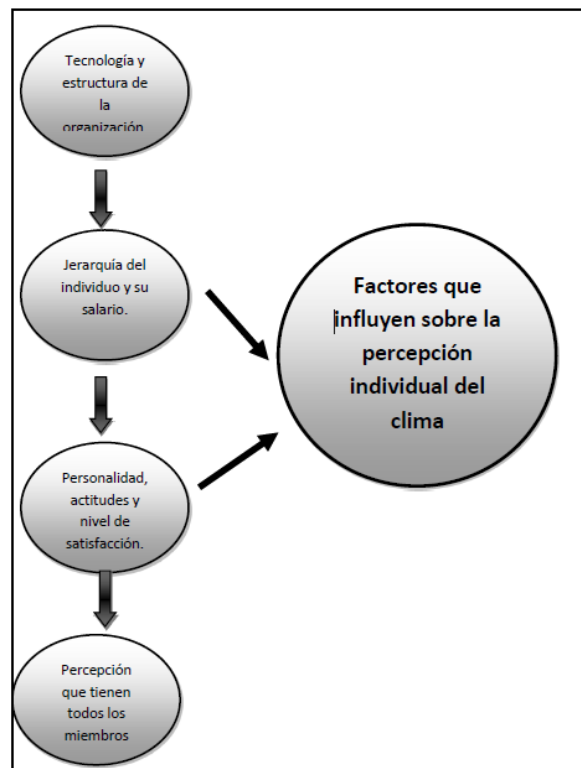 Tecnología y
estructura de
la
organización
Jerarquía del
individuo y su
salario.
Factores que
influyen sobre la
percepción
individual del
clima
Personalidad,
actitudes y
nivel de
satisfacción.
Percepción
que tienen
todos los
miembros